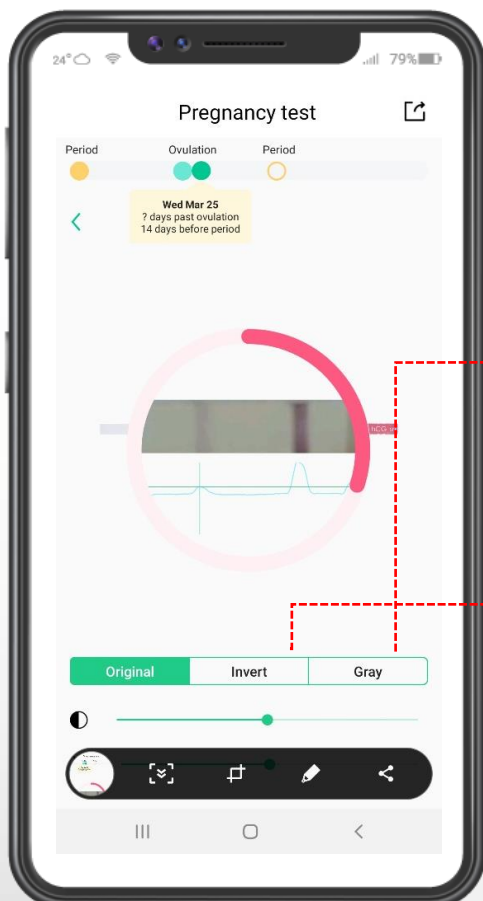 24°
79%
Pregnancy test
Period Ovulation Period
Wed Mar 25
? days past ovulation
14 days before period
hCG
Original Invert Gray